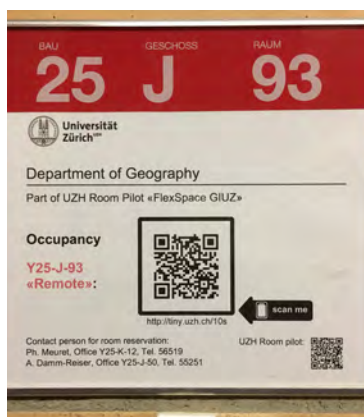 BAU GESCHOSS RAUM
25 J 93
Universität
Zürich UZH
Department of Geography
Part of UZH Room Pilot «FlexSpace GIUZ»
Occupancy
Y25-J-93
«Remote»:
scan me
http://tiny.uzh.ch/10s
Contact person for room reservation:
Ph. Meuret, Office Y25-K-12, Tel. 56519
A. Damm-Reiser, Office Y25-J-50, Tel. 55251
UZH Room pilot: